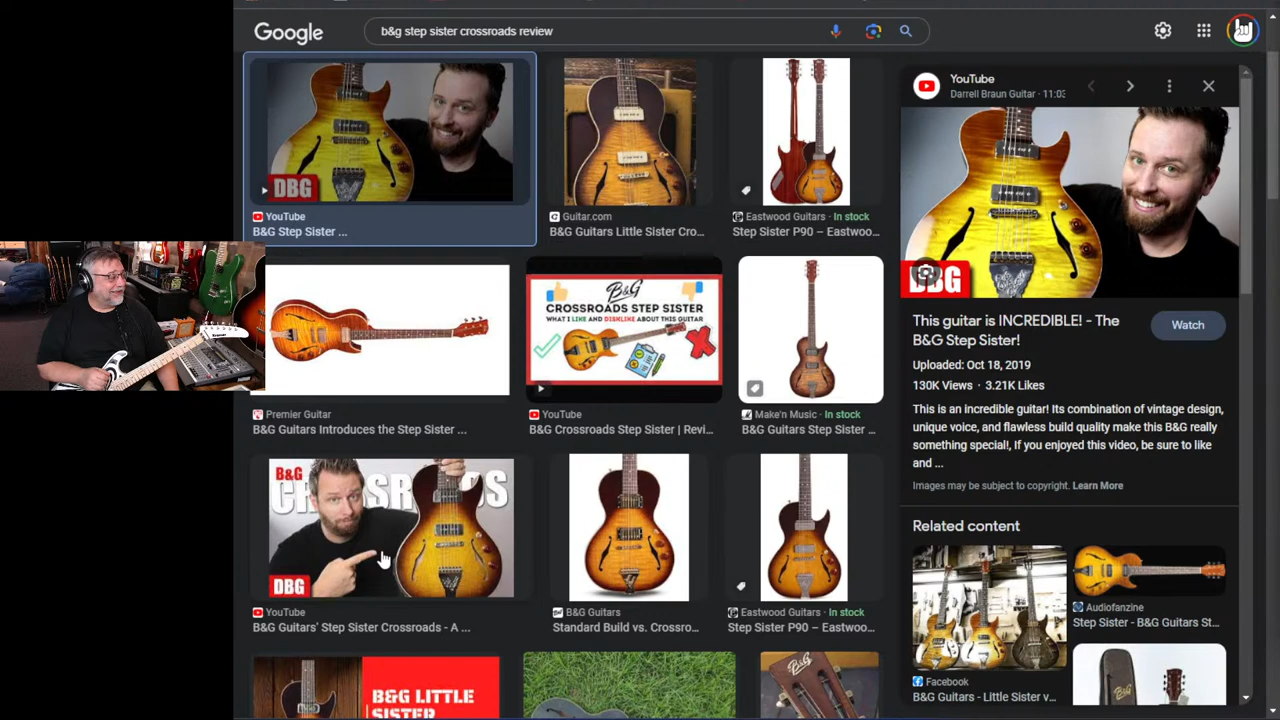 Google
b&g step sister crossroads review
DBG
YouTube
B&G Step Sister ...
Guitar.com
B&G Guitars Little Sister Cro...
Eastwood Guitars · In stock
Step Sister P90 – Eastwoo...
Premier Guitar
B&G Guitars Introduces the Step Sister ...
B&G
CROSSROADS STEP SISTER
WHAT I LIKE AND DISLIKE ABOUT THIS GUITAR
YouTube
B&G Crossroads Step Sister | Revi...
Make'n Music · In stock
B&G Guitars Step Sister ...
B&G
CROSSROADS
DBG
YouTube
B&G Guitars' Step Sister Crossroads - A ...
B&G Guitars
Standard Build vs. Crossro...
Eastwood Guitars · In stock
Step Sister P90 – Eastwoo...
B&G LITTLE
SISTER
B&G
YouTube
Darrell Braun Guitar · 11:03
DBG
This guitar is INCREDIBLE! - The
B&G Step Sister!
Watch
Uploaded: Oct 18, 2019
130K Views · 3.21K Likes
This is an incredible guitar! Its combination of vintage design,
unique voice, and flawless build quality make this B&G really
something special!, If you enjoyed this video, be sure to like
and ...
Images may be subject to copyright. Learn More
Related content
Facebook
B&G Guitars - Little Sister v...
Audiofanzine
Step Sister - B&G Guitars St...